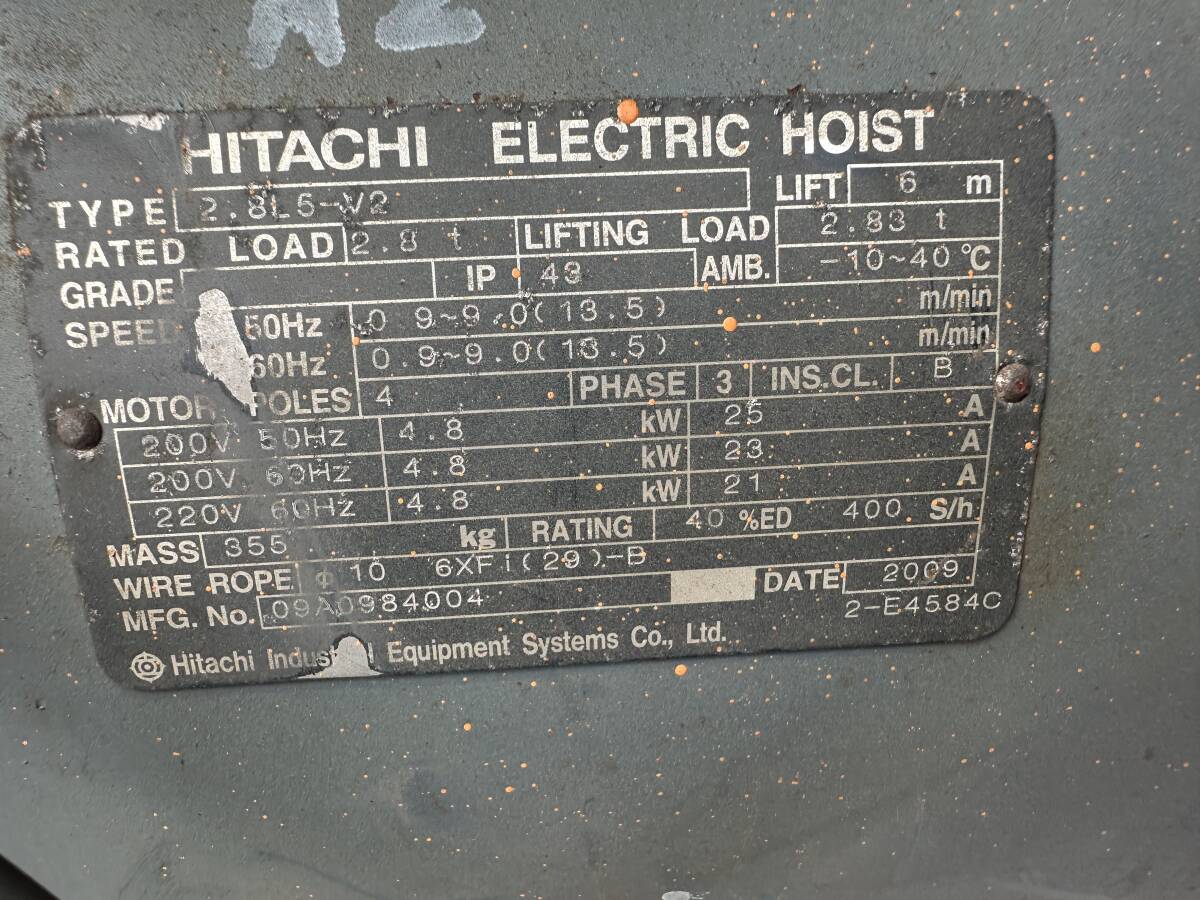 HITACHI ELECTRIC HOIST
TYPE 2.8L5-V2 LIFT 6 m
RATED LOAD 2.8 t LIFTING LOAD 2.83 t
GRADE IP 43 AMB. -10~40 °C
SPEED 50Hz 0.9~9.0(13.5) m/min
60Hz 0.9~9.0(13.5) m/min
MOTOR POLES 4 PHASE 3 INS.CL. B
200V 50Hz 4.8 kW 25 A
200V 60Hz 4.8 kW 23 A
220V 60Hz 4.8 kW 21 A
MASS 355 kg RATING 40 %ED 400 S/h
WIRE ROPE φ10 6XFi(29)-B DATE 2009
MFG. No. 09A0984004 2-E4584C
Hitachi Equipment Systems Co., Ltd.